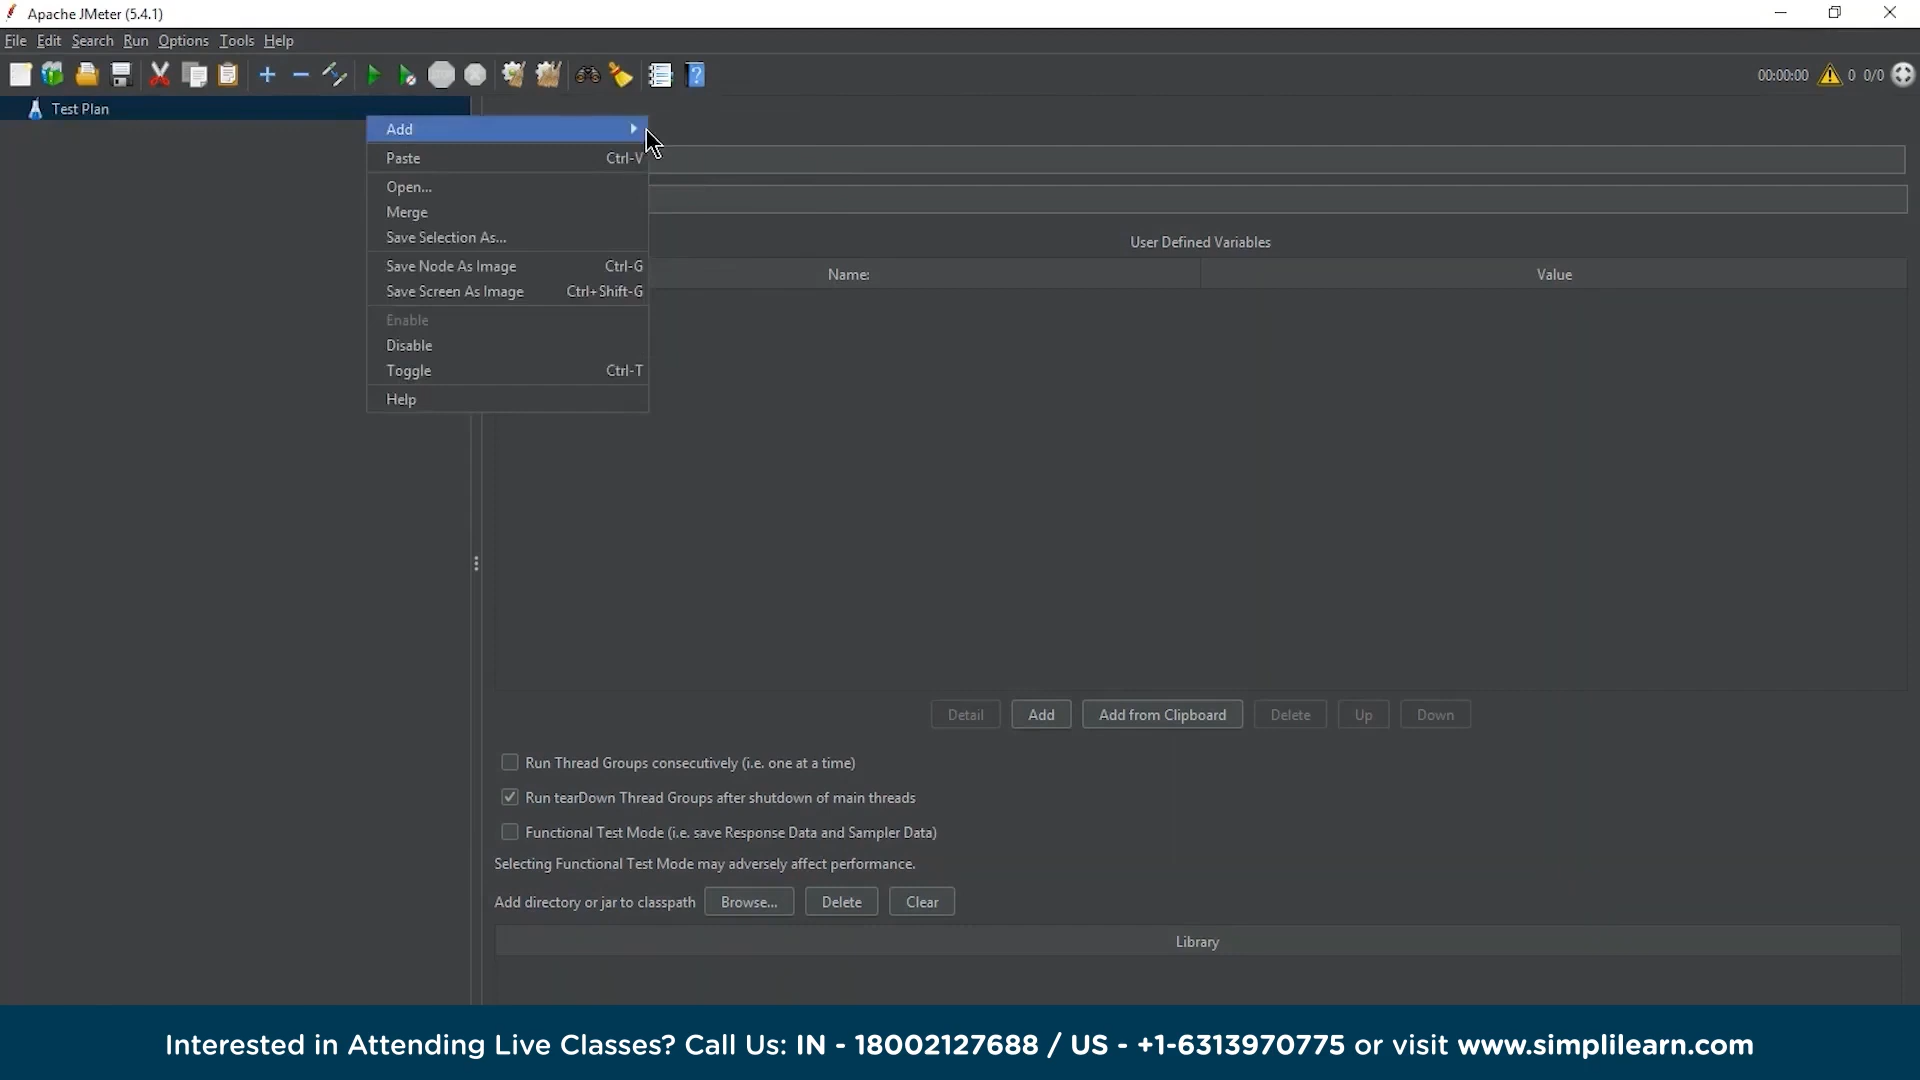 Apache JMeter (5.4.1)
File Edit Search Run Options Tools Help
00:00:00 0 0/0
Test Plan
Add
Paste Ctrl-V
Open...
Merge
Save Selection As...
Save Node As Image Ctrl-G
Save Screen As Image Ctrl+Shift-G
Enable
Disable
Toggle Ctrl-T
Help
User Defined Variables
Name: Value
Detail Add Add from Clipboard Delete Up Down
Run Thread Groups consecutively (i.e. one at a time)
Run tearDown Thread Groups after shutdown of main threads
Functional Test Mode (i.e. save Response Data and Sampler Data)
Selecting Functional Test Mode may adversely affect performance.
Add directory or jar to classpath Browse... Delete Clear
Library
Interested in Attending Live Classes? Call Us: IN - 18002127688 / US - +1-6313970775 or visit www.simplilearn.com